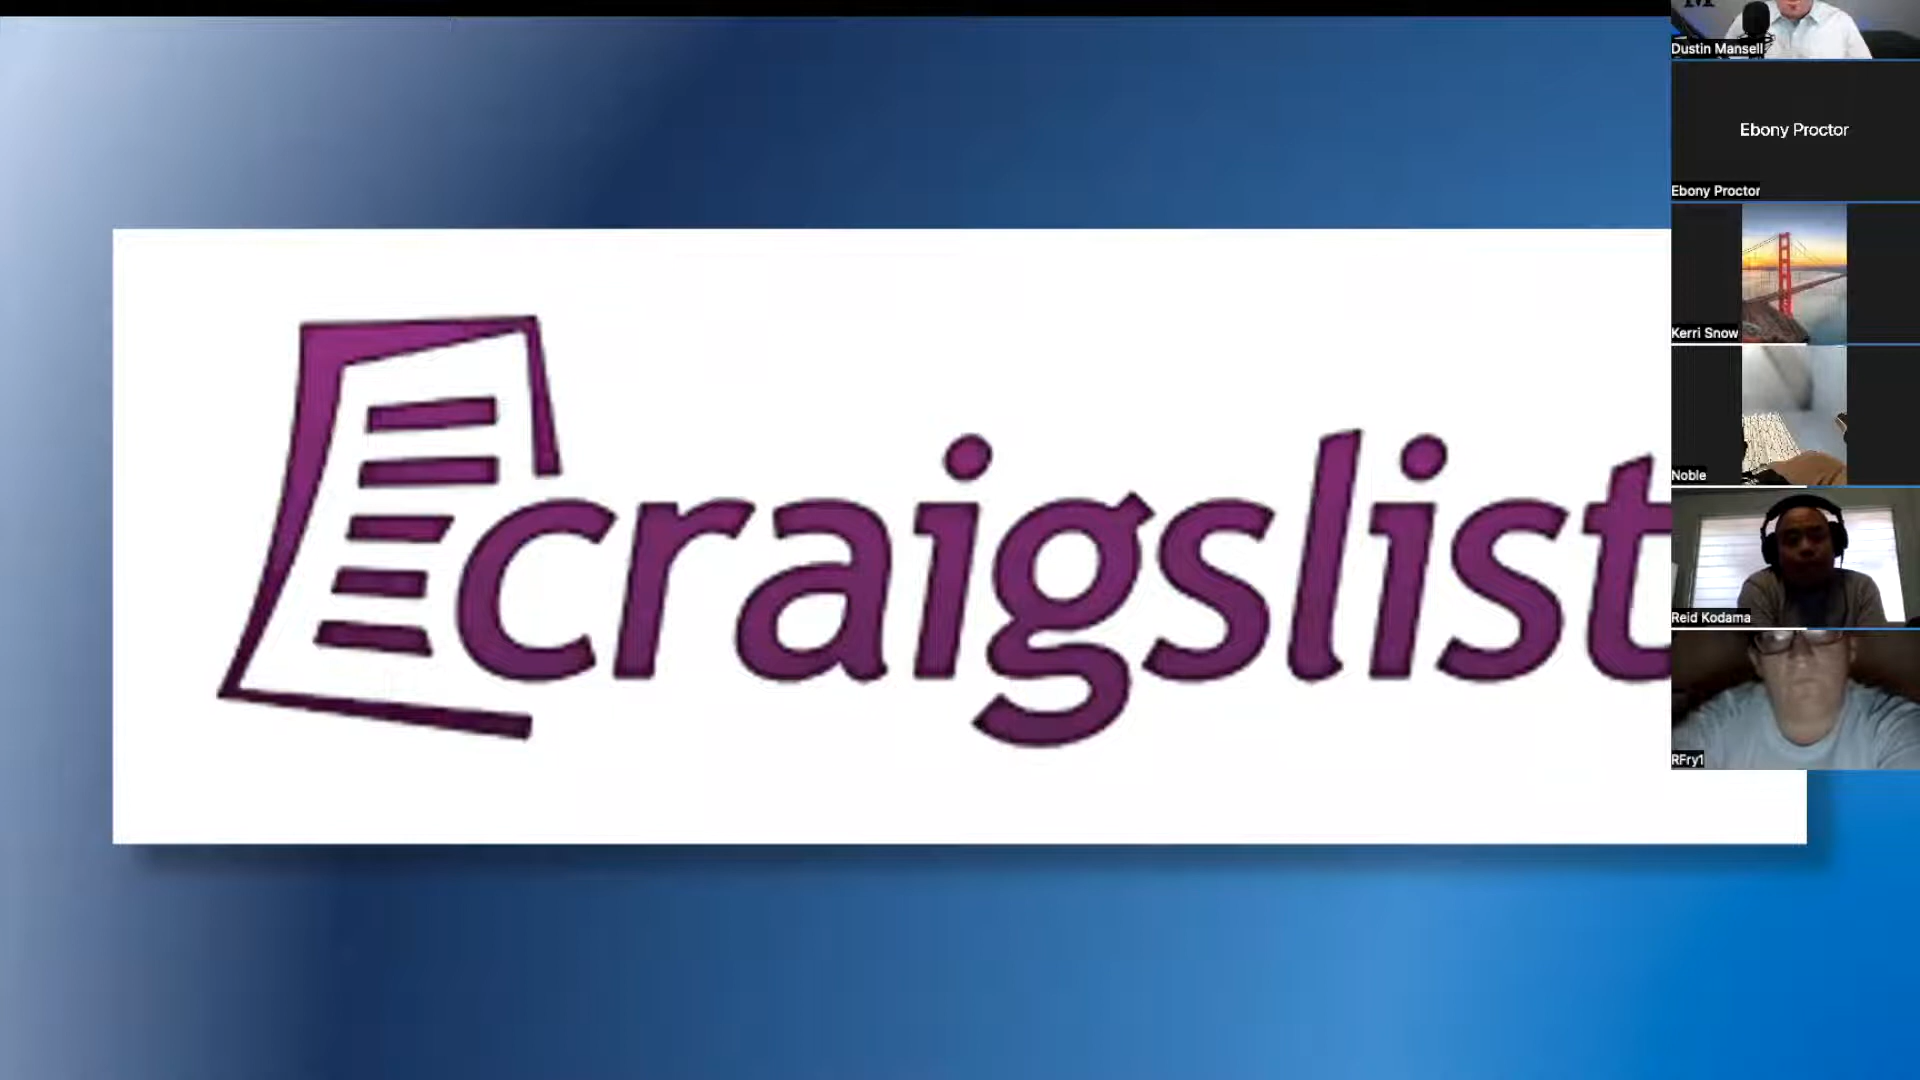 craigslist
M
Dustin Mansell
Ebony Proctor
Ebony Proctor
Kerri Snow
Noble
Reid Kodama
RFry1